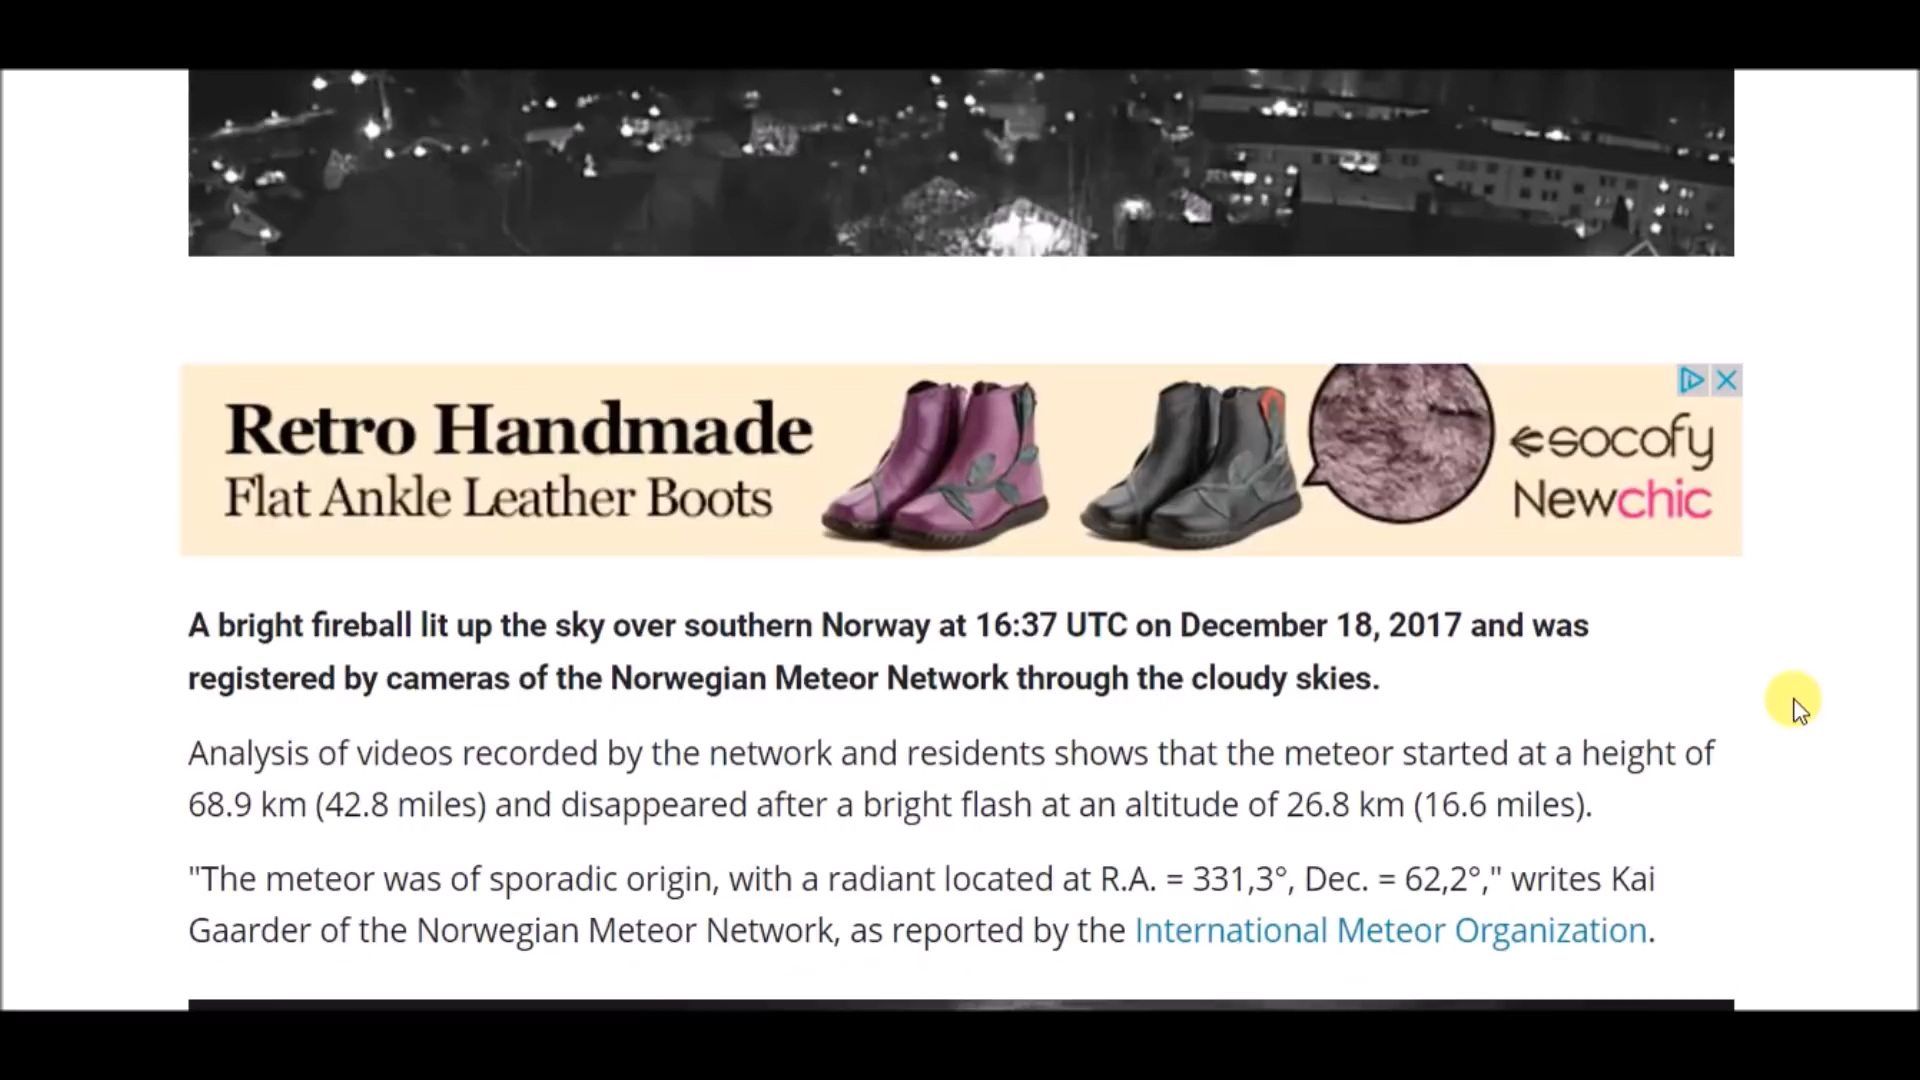 Retro Handmade
Flat Ankle Leather Boots
socofy
Newchic
A bright fireball lit up the sky over southern Norway at 16:37 UTC on December 18, 2017 and was
registered by cameras of the Norwegian Meteor Network through the cloudy skies.
Analysis of videos recorded by the network and residents shows that the meteor started at a height of
68.9 km (42.8 miles) and disappeared after a bright flash at an altitude of 26.8 km (16.6 miles).
"The meteor was of sporadic origin, with a radiant located at R.A. = 331,3°, Dec. = 62,2°," writes Kai
Gaarder of the Norwegian Meteor Network, as reported by the International Meteor Organization.